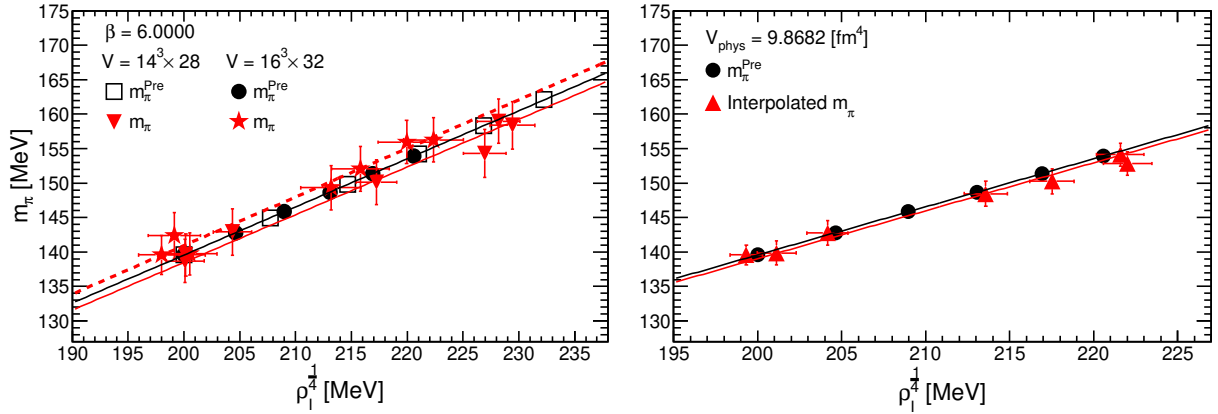 175
170
165
160
155
150
145
140
135
130
m_π [MeV]
β = 6.0000
V = 14³× 28 V = 16³× 32
m_π^Pre m_π^Pre
m_π m_π
190 195 200 205 210 215 220 225 230 235
ρ_l^{1/4} [MeV]
175
170
165
160
155
150
145
140
135
130
V_phys = 9.8682 [fm⁴]
m_π^Pre
Interpolated m_π
195 200 205 210 215 220 225
ρ_l^{1/4} [MeV]